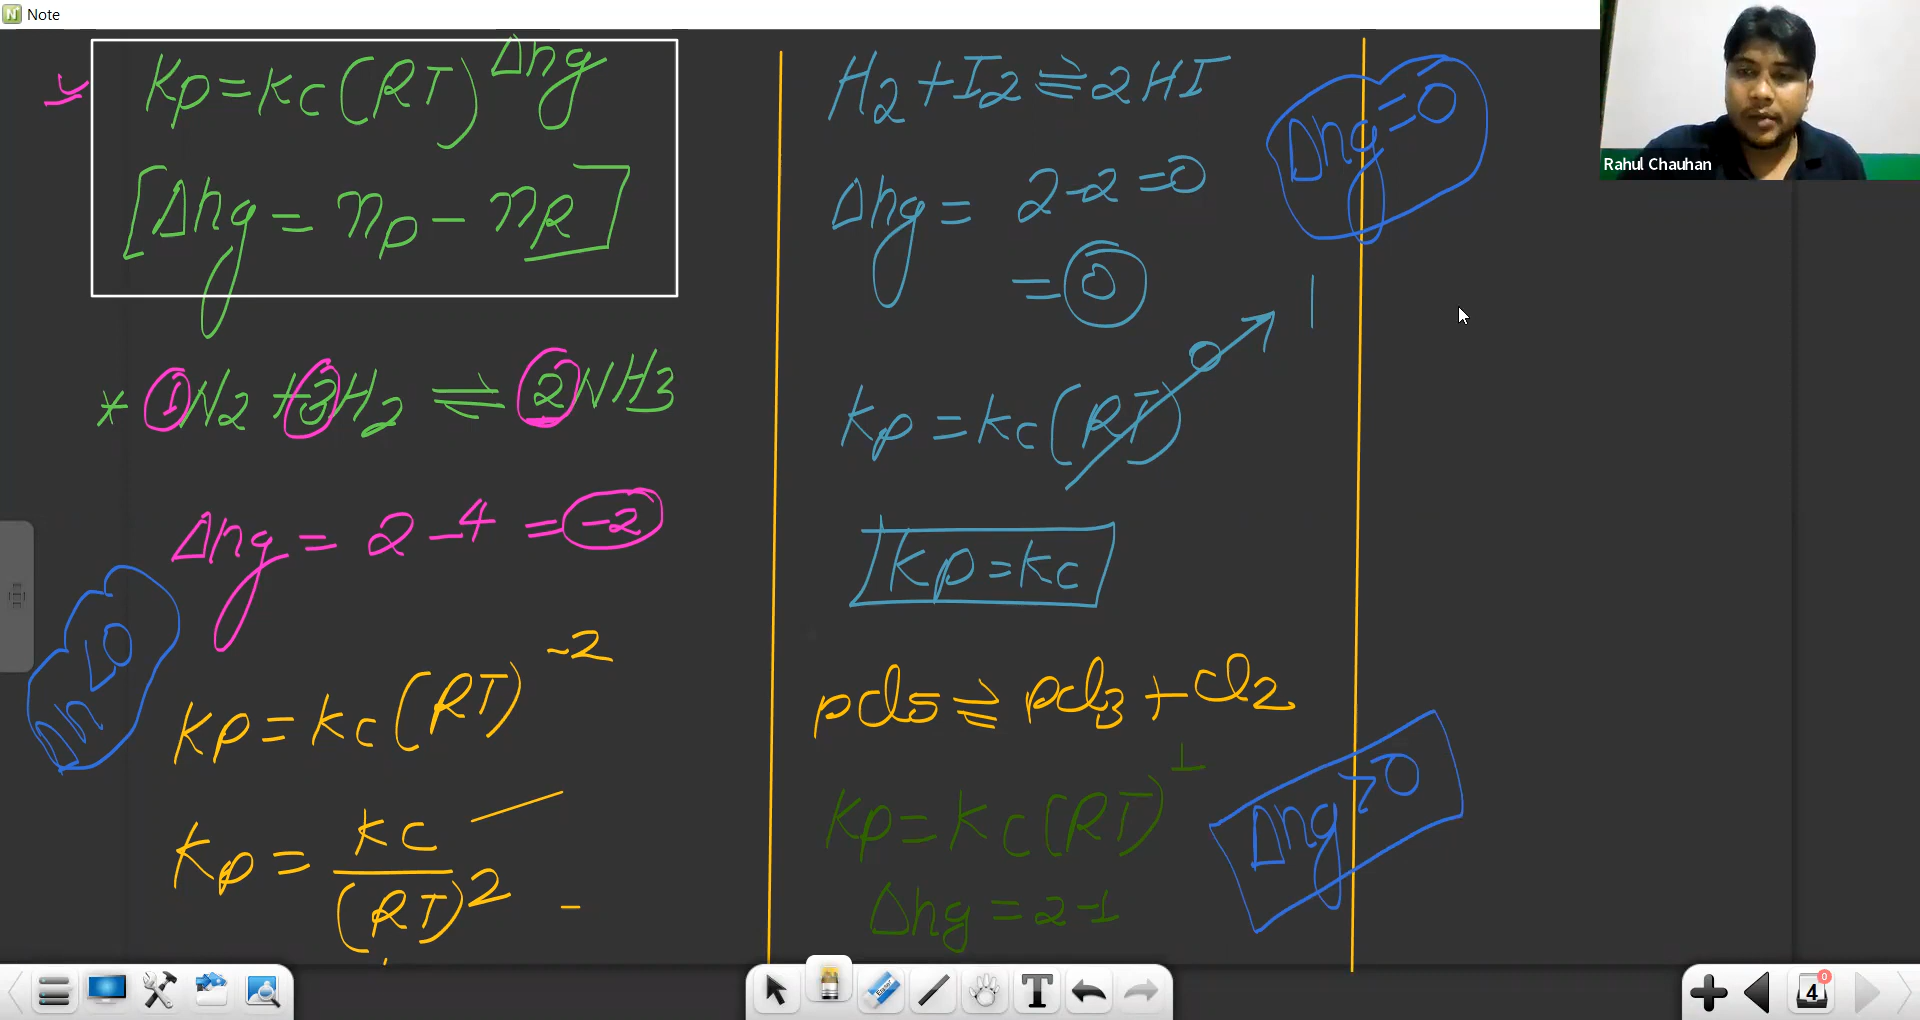 Note
Kp=Kc(RT)^Δng
[Δng = nP - nR]
* 1N2 + 3H2 ⇌ 2NH3
Δng = 2-4 = -2
Δn<0
Kp=Kc(RT)^-2
Kp = Kc/(RT)^2
H2+I2⇌2HI
Δng = 2-2=0
=0
Kp=Kc(RT)^0 1
Kp=Kc
pcl5⇌pcl3+cl2
Kp=Kc(RT)^1
Δng=2-1
Δng=0
Δng>0
Rahul Chauhan
Eraser
T
4
0